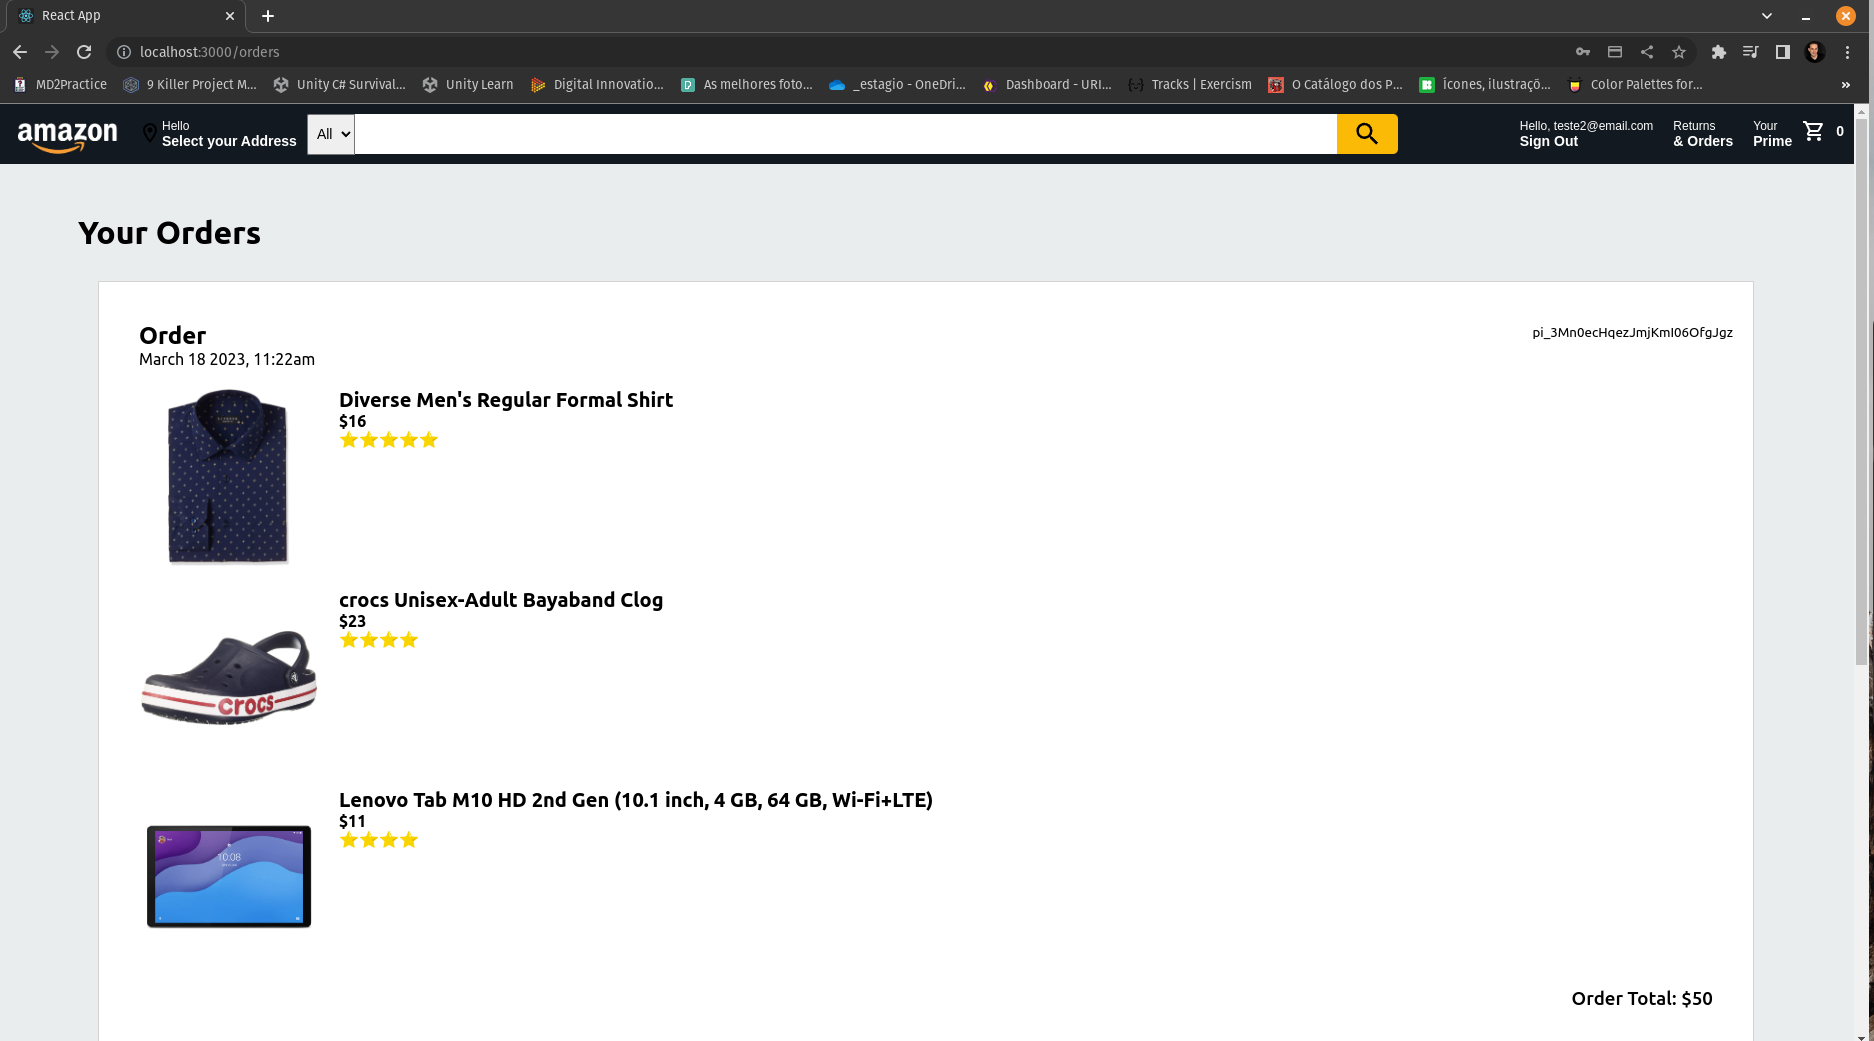 React App
localhost:3000/orders
MD2Practice
9 Killer Project M...
Unity C# Survival...
Unity Learn
Digital Innovatio...
As melhores foto...
_estagio - OneDri...
Dashboard - URI...
Tracks | Exercism
O Catálogo dos P...
Ícones, ilustraçõ...
Color Palettes for...
»
amazon
Hello
Select your Address
All
Hello, teste2@email.com
Sign Out
Returns
& Orders
Your
Prime
0
Your Orders
Order
pi_3Mn0ecHqezJmjKmI06OfgJgz
March 18 2023, 11:22am
Diverse Men's Regular Formal Shirt
$16
crocs Unisex-Adult Bayaband Clog
$23
crocs
Lenovo Tab M10 HD 2nd Gen (10.1 inch, 4 GB, 64 GB, Wi-Fi+LTE)
$11
10:08
Order Total: $50